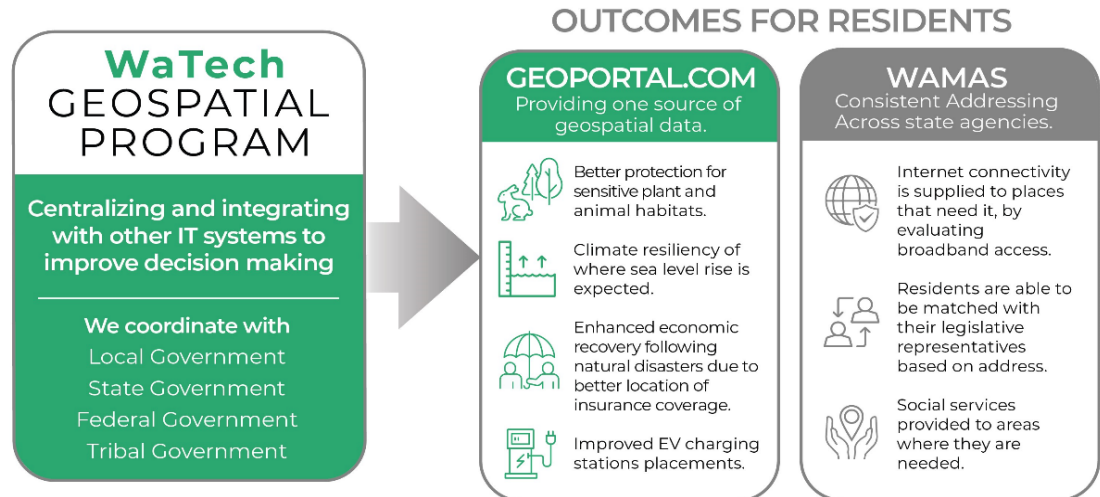 OUTCOMES FOR RESIDENTS
WaTech
GEOSPATIAL
PROGRAM
Centralizing and integrating
with other IT systems to
improve decision making
We coordinate with
Local Government
State Government
Federal Government
Tribal Government
GEOPORTAL.COM
Providing one source of
geospatial data.
Better protection for
sensitive plant and
animal habitats.
Climate resiliency of
where sea level rise is
expected.
Enhanced economic
recovery following
natural disasters due to
better location of
insurance coverage.
Improved EV charging
stations placements.
WAMAS
Consistent Addressing
Across state agencies.
Internet connectivity
is supplied to places
that need it, by
evaluating
broadband access.
Residents are able to
be matched with
their legislative
representatives
based on address.
Social services
provided to areas
where they are
needed.